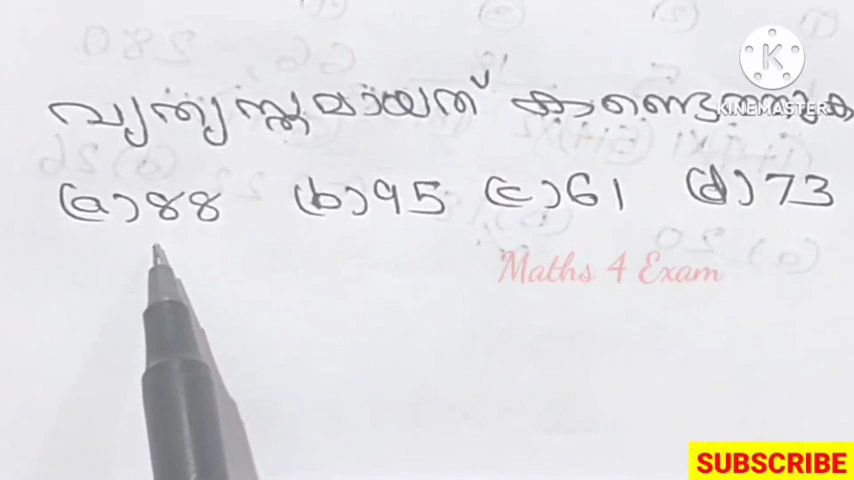 K
KINEMASTER
വ്യത്യസ്തമായത് കണ്ടെത്തുക
(a) 88 (b) 95 (c) 61 (d) 73
Maths 4 Exam
SUBSCRIBE